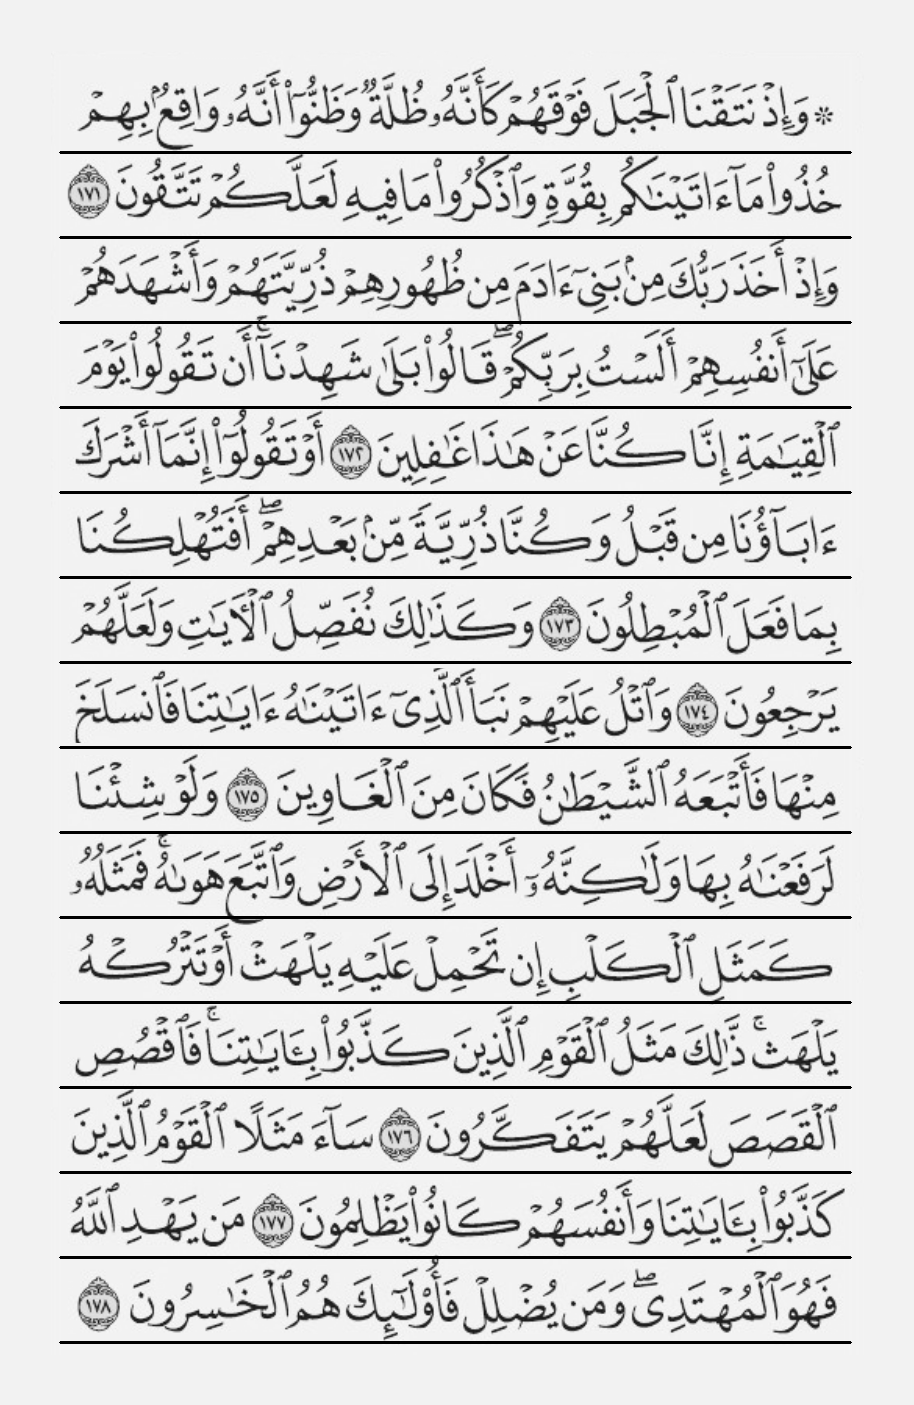 ۞ وَإِذْ نَتَقْنَا ٱلْجَبَلَ فَوْقَهُمْ كَأَنَّهُۥ ظُلَّةٌ وَظَنُّوٓا۟ أَنَّهُۥ وَاقِعٌۢ بِهِمْ
خُذُوا۟ مَآ ءَاتَيْنَٰكُم بِقُوَّةٍ وَٱذْكُرُوا۟ مَا فِيهِ لَعَلَّكُمْ تَتَّقُونَ ١٧١
وَإِذْ أَخَذَ رَبُّكَ مِنۢ بَنِىٓ ءَادَمَ مِن ظُهُورِهِمْ ذُرِّيَّتَهُمْ وَأَشْهَدَهُمْ
عَلَىٰٓ أَنفُسِهِمْ أَلَسْتُ بِرَبِّكُمْ ۖ قَالُوا۟ بَلَىٰ شَهِدْنَآ ۚ أَن تَقُولُوا۟ يَوْمَ
ٱلْقِيَٰمَةِ إِنَّا كُنَّا عَنْ هَٰذَا غَٰفِلِينَ ١٧٢ أَوْ تَقُولُوٓا۟ إِنَّمَآ أَشْرَكَ
ءَابَآؤُنَا مِن قَبْلُ وَكُنَّا ذُرِّيَّةً مِّنۢ بَعْدِهِمْ ۖ أَفَتُهْلِكُنَا
بِمَا فَعَلَ ٱلْمُبْطِلُونَ ١٧٣ وَكَذَٰلِكَ نُفَصِّلُ ٱلْـَٔايَٰتِ وَلَعَلَّهُمْ
يَرْجِعُونَ ١٧٤ وَٱتْلُ عَلَيْهِمْ نَبَأَ ٱلَّذِىٓ ءَاتَيْنَٰهُ ءَايَٰتِنَا فَٱنسَلَخَ
مِنْهَا فَأَتْبَعَهُ ٱلشَّيْطَٰنُ فَكَانَ مِنَ ٱلْغَاوِينَ ١٧٥ وَلَوْ شِئْنَا
لَرَفَعْنَٰهُ بِهَا وَلَٰكِنَّهُۥٓ أَخْلَدَ إِلَى ٱلْأَرْضِ وَٱتَّبَعَ هَوَىٰهُ ۚ فَمَثَلُهُۥ
كَمَثَلِ ٱلْكَلْبِ إِن تَحْمِلْ عَلَيْهِ يَلْهَثْ أَوْ تَتْرُكْهُ
يَلْهَث ۚ ذَّٰلِكَ مَثَلُ ٱلْقَوْمِ ٱلَّذِينَ كَذَّبُوا۟ بِـَٔايَٰتِنَا ۚ فَٱقْصُصِ
ٱلْقَصَصَ لَعَلَّهُمْ يَتَفَكَّرُونَ ١٧٦ سَآءَ مَثَلًا ٱلْقَوْمُ ٱلَّذِينَ
كَذَّبُوا۟ بِـَٔايَٰتِنَا وَأَنفُسَهُمْ كَانُوا۟ يَظْلِمُونَ ١٧٧ مَن يَهْدِ ٱللَّهُ
فَهُوَ ٱلْمُهْتَدِى ۖ وَمَن يُضْلِلْ فَأُو۟لَٰٓئِكَ هُمُ ٱلْخَٰسِرُونَ ١٧٨